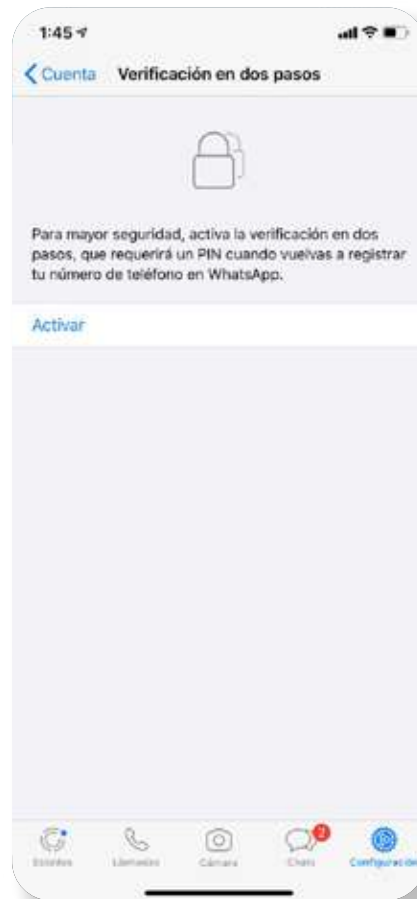 1:45
Cuenta Verificación en dos pasos
Para mayor seguridad, activa la verificación en dos
pasos, que requerirá un PIN cuando vuelvas a registrar
tu número de teléfono en WhatsApp.
Activar
2
Estados Llamadas Cámara Chats Configuración